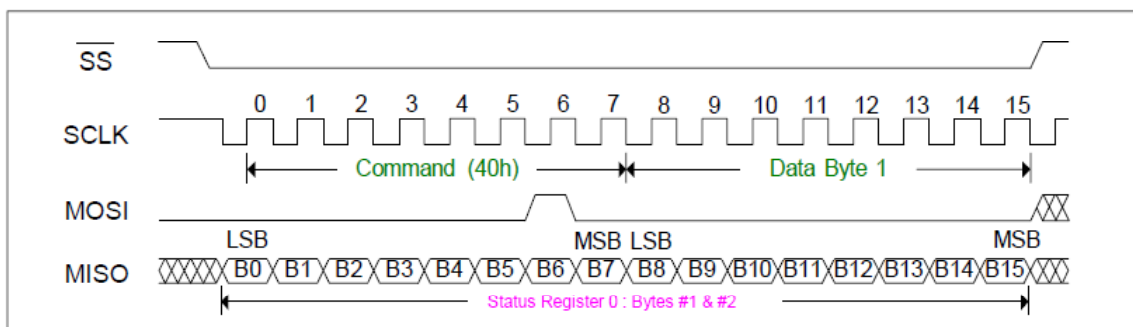 SS
0 1 2 3 4 5 6 7 8 9 10 11 12 13 14 15
SCLK
Command (40h) Data Byte 1
MOSI
LSB MSB LSB MSB
MISO B0 B1 B2 B3 B4 B5 B6 B7 B8 B9 B10 B11 B12 B13 B14 B15
Status Register 0 : Bytes #1 & #2